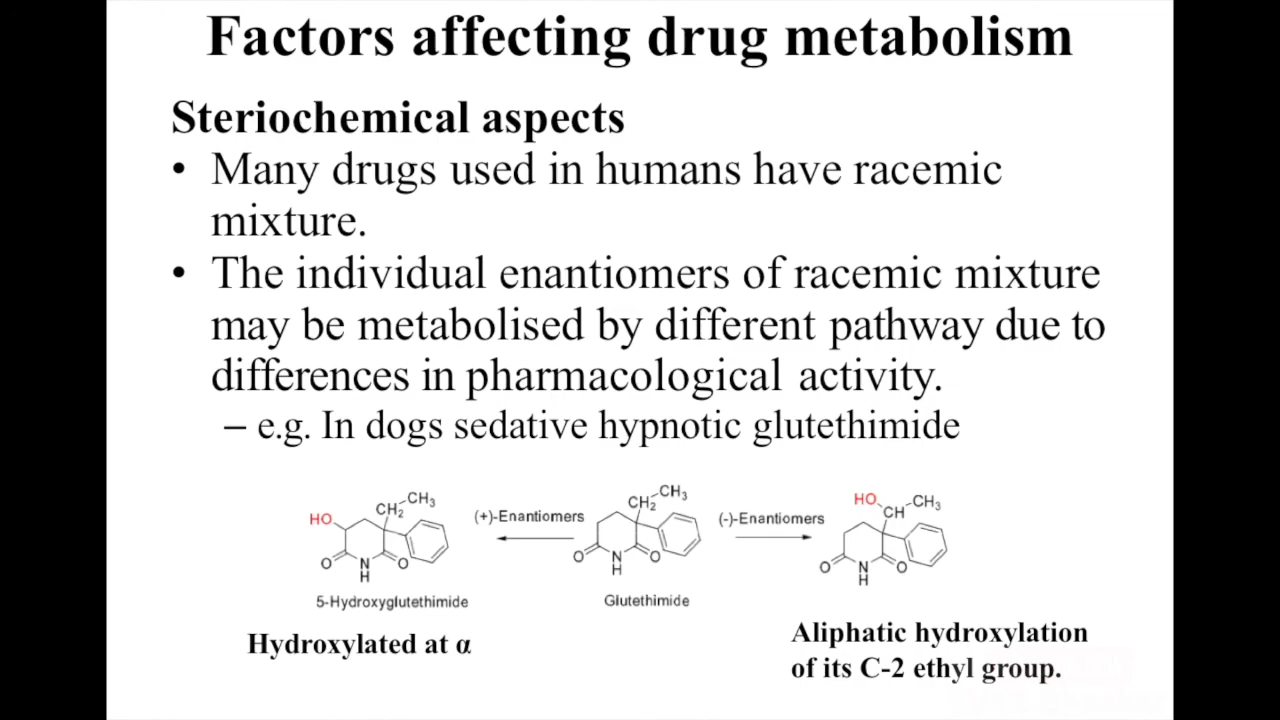 Factors affecting drug metabolism
Steriochemical aspects
• Many drugs used in humans have racemic
mixture.
• The individual enantiomers of racemic mixture
may be metabolised by different pathway due to
differences in pharmacological activity.
– e.g. In dogs sedative hypnotic glutethimide
HO CH₂ CH₃ O N H O
5-Hydroxyglutethimide
Hydroxylated at α
(+)-Enantiomers
CH₂ CH₃ O N H O
Glutethimide
(-)-Enantiomers
HO CH CH₃ O N H O
Aliphatic hydroxylation
of its C-2 ethyl group.